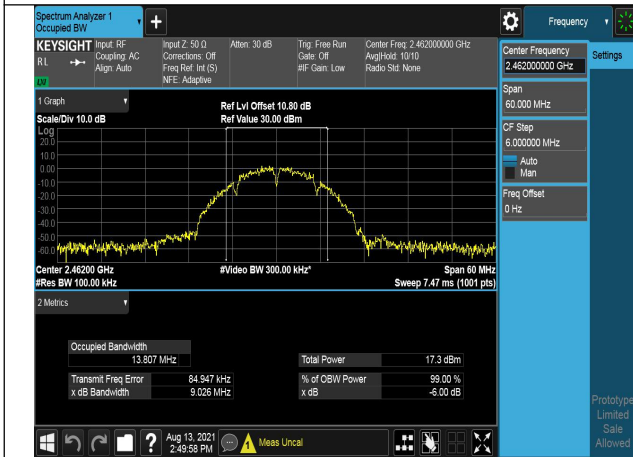 Spectrum Analyzer 1
Occupied BW
Frequency
KEYSIGHT
RL
Input: RF
Coupling: AC
Align: Auto
Input Z: 50 Ω
Corrections: Off
Freq Ref: Int (S)
NFE: Adaptive
Atten: 30 dB
Trig: Free Run
Gate: Off
#IF Gain: Low
Center Freq: 2.462000000 GHz
Avg|Hold: 10/10
Radio Std: None
Center Frequency
2.462000000 GHz
Settings
Span
60.000 MHz
CF Step
6.000000 MHz
Auto
Man
Freq Offset
0 Hz
1 Graph
Scale/Div 10.0 dB
Ref Lvl Offset 10.80 dB
Ref Value 30.00 dBm
Log
20.0
10.0
0.00
-10.0
-20.0
-30.0
-40.0
-50.0
-60.0
Center 2.46200 GHz
#Res BW 100.00 kHz
#Video BW 300.00 kHz*
Span 60 MHz
Sweep 7.47 ms (1001 pts)
2 Metrics
Occupied Bandwidth
13.807 MHz
Total Power 17.3 dBm
Transmit Freq Error 84.947 kHz
% of OBW Power 99.00 %
x dB Bandwidth 9.026 MHz
x dB -6.00 dB
Prototype
Limited
Sale
Allowed
Aug 13, 2021
2:49:58 PM
Meas Uncal